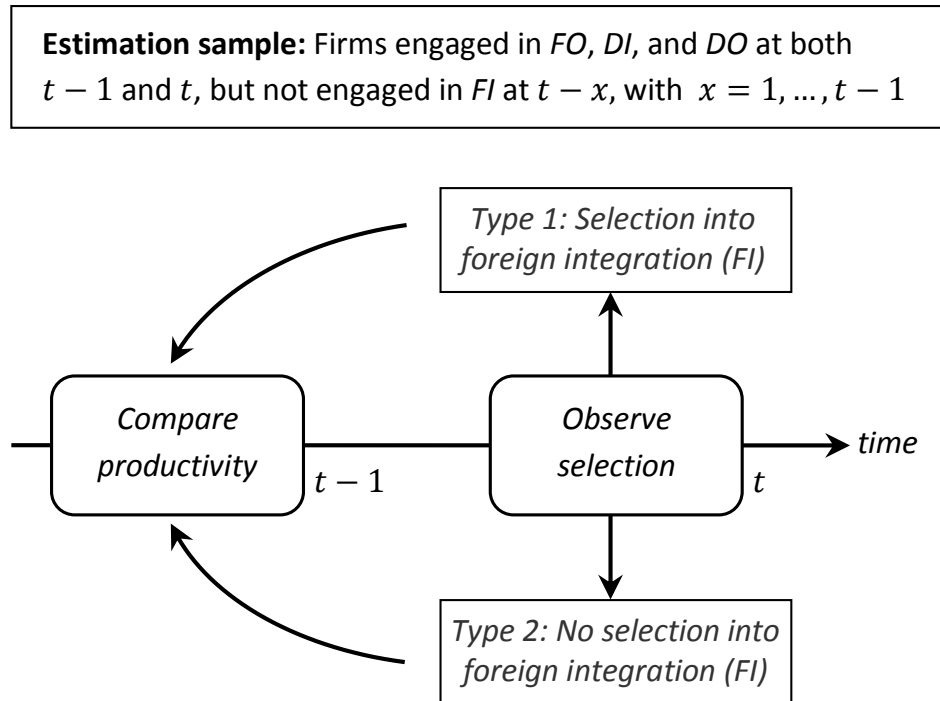 Estimation sample: Firms engaged in FO, DI, and DO at both
t − 1 and t, but not engaged in FI at t − x, with x = 1, … , t − 1
Type 1: Selection into
foreign integration (FI)
Compare
productivity
t − 1
Observe
selection
t
time
Type 2: No selection into
foreign integration (FI)